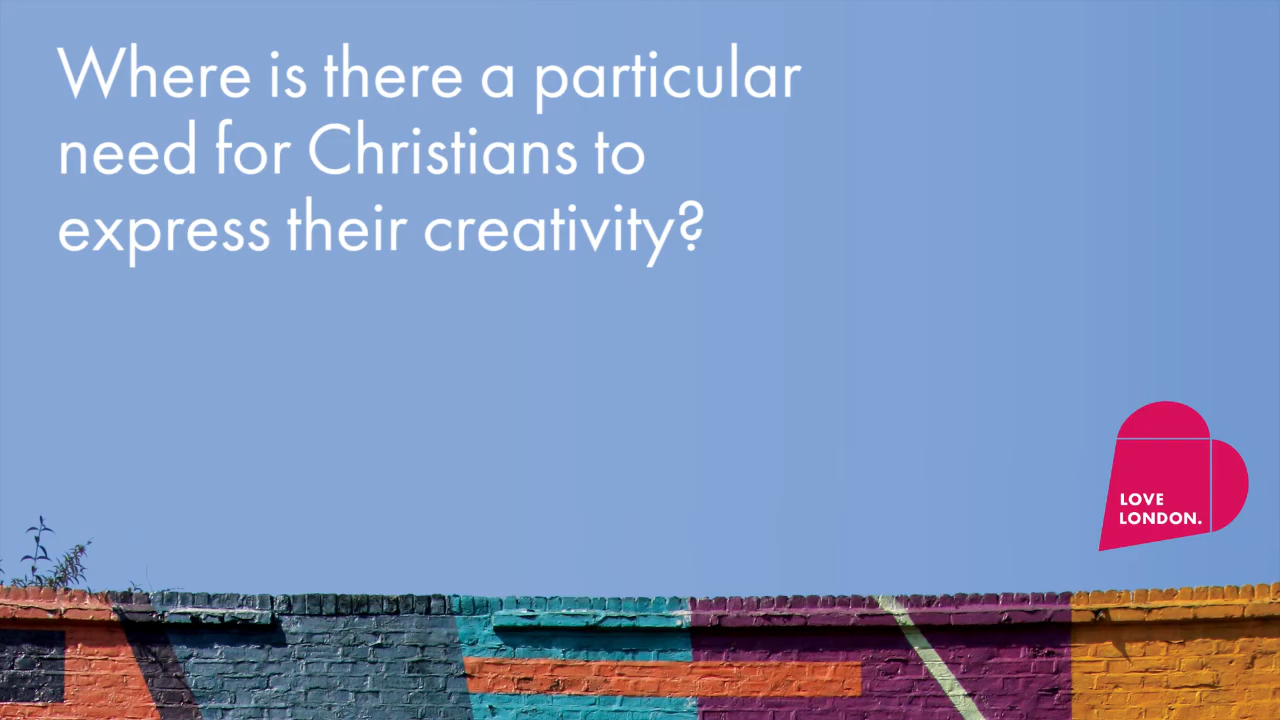 Where is there a particular
need for Christians to
express their creativity?
LOVE
LONDON.